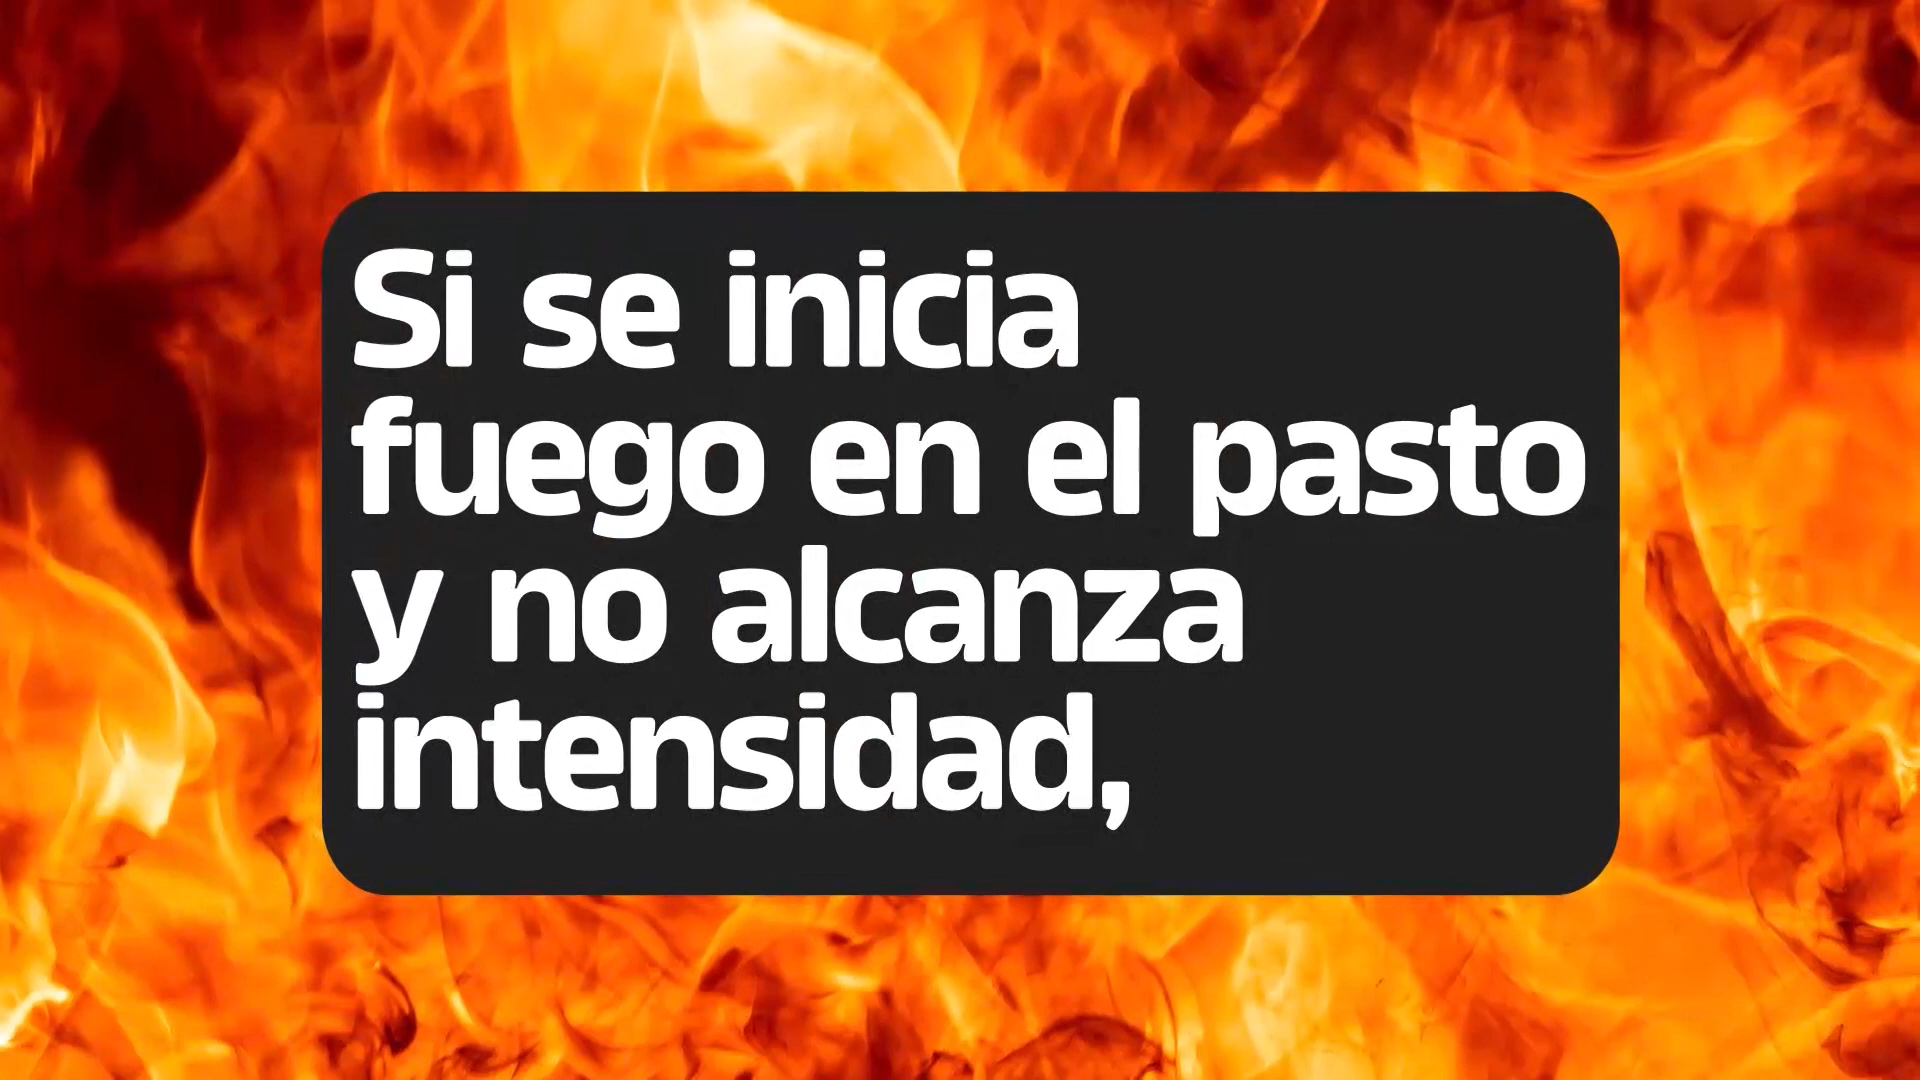 Si se inicia
fuego en el pasto
y no alcanza
intensidad,